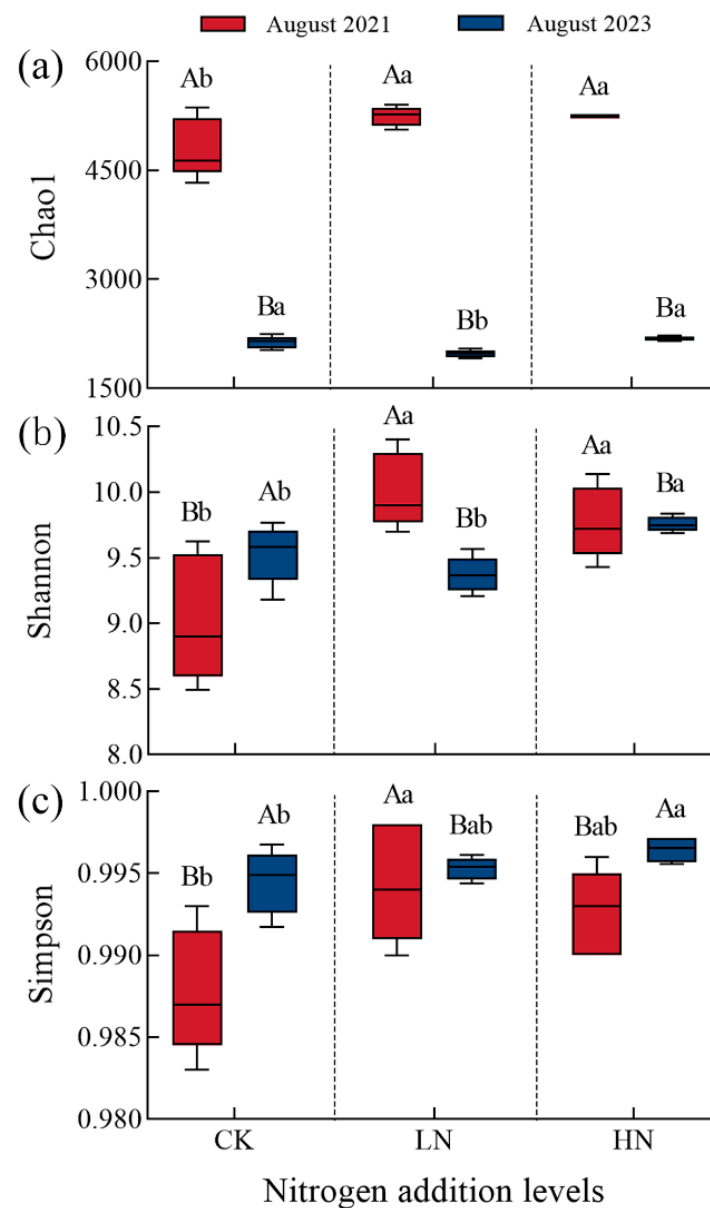 August 2021 August 2023
(a)
6000
4500
3000
1500
Chao1
Ab Aa Aa
Ba Bb Ba
(b)
10.5
10.0
9.5
9.0
8.5
8.0
Shannon
Bb Ab Aa Bb Aa Ba
(c)
1.000
0.995
0.990
0.985
0.980
Simpson
Bb Ab Aa Bab Bab Aa
CK LN HN
Nitrogen addition levels